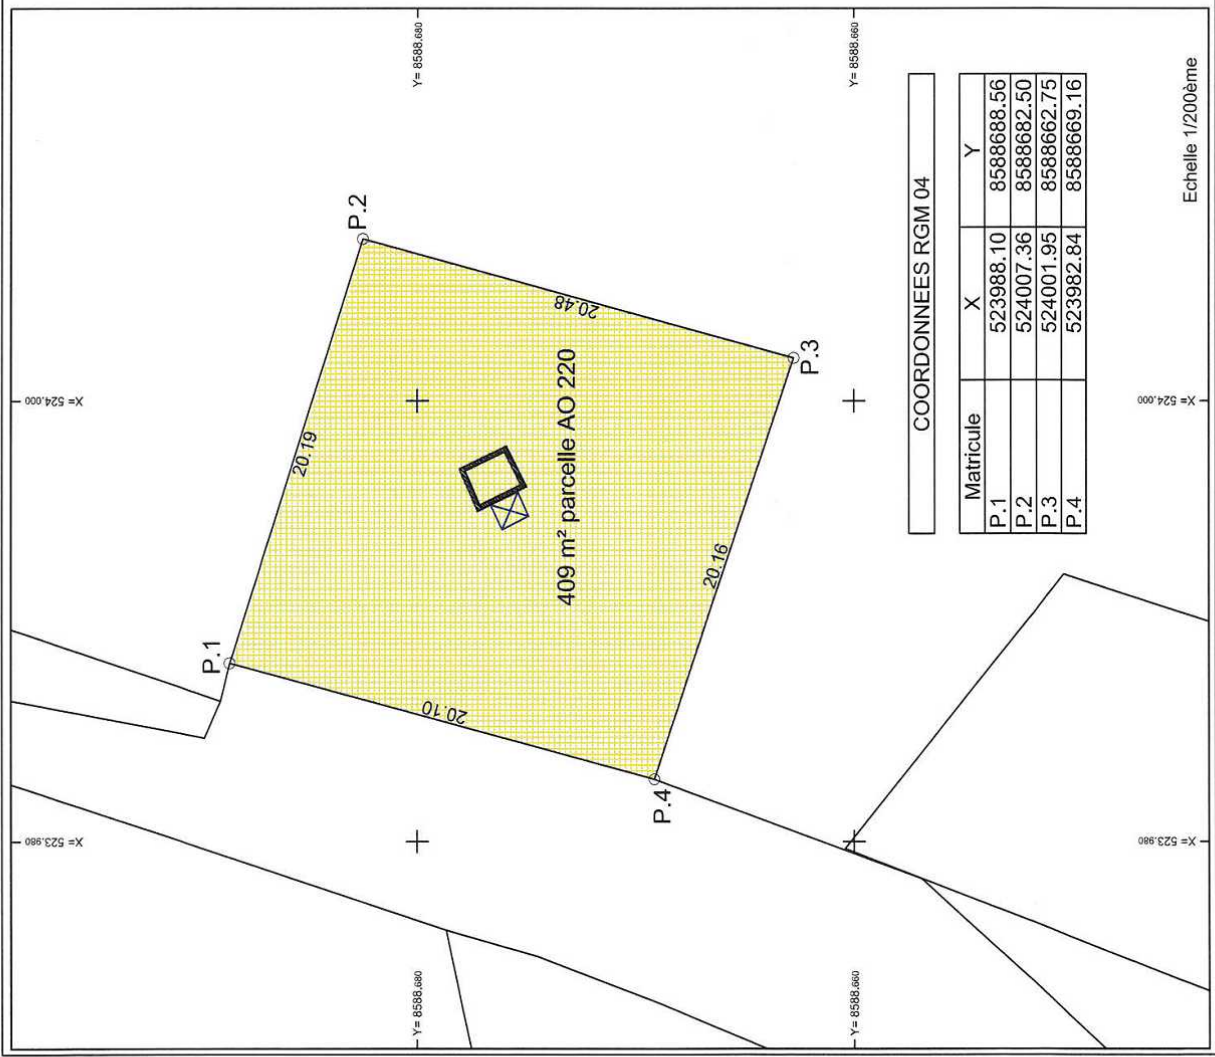 Y= 8588.680
Y= 8588.660
X= 524.000
X= 524.000
X= 523.980
X= 523.980
Y= 8588.680
Y= 8588.660
P.1
P.2
P.3
P.4
20.19
20.48
20.16
20.10
409 m² parcelle AO 220
COORDONNEES RGM 04
Matricule X Y
P.1 523988.10 8588688.56
P.2 524007.36 8588682.50
P.3 524001.95 8588662.75
P.4 523982.84 8588669.16
Echelle 1/200ème